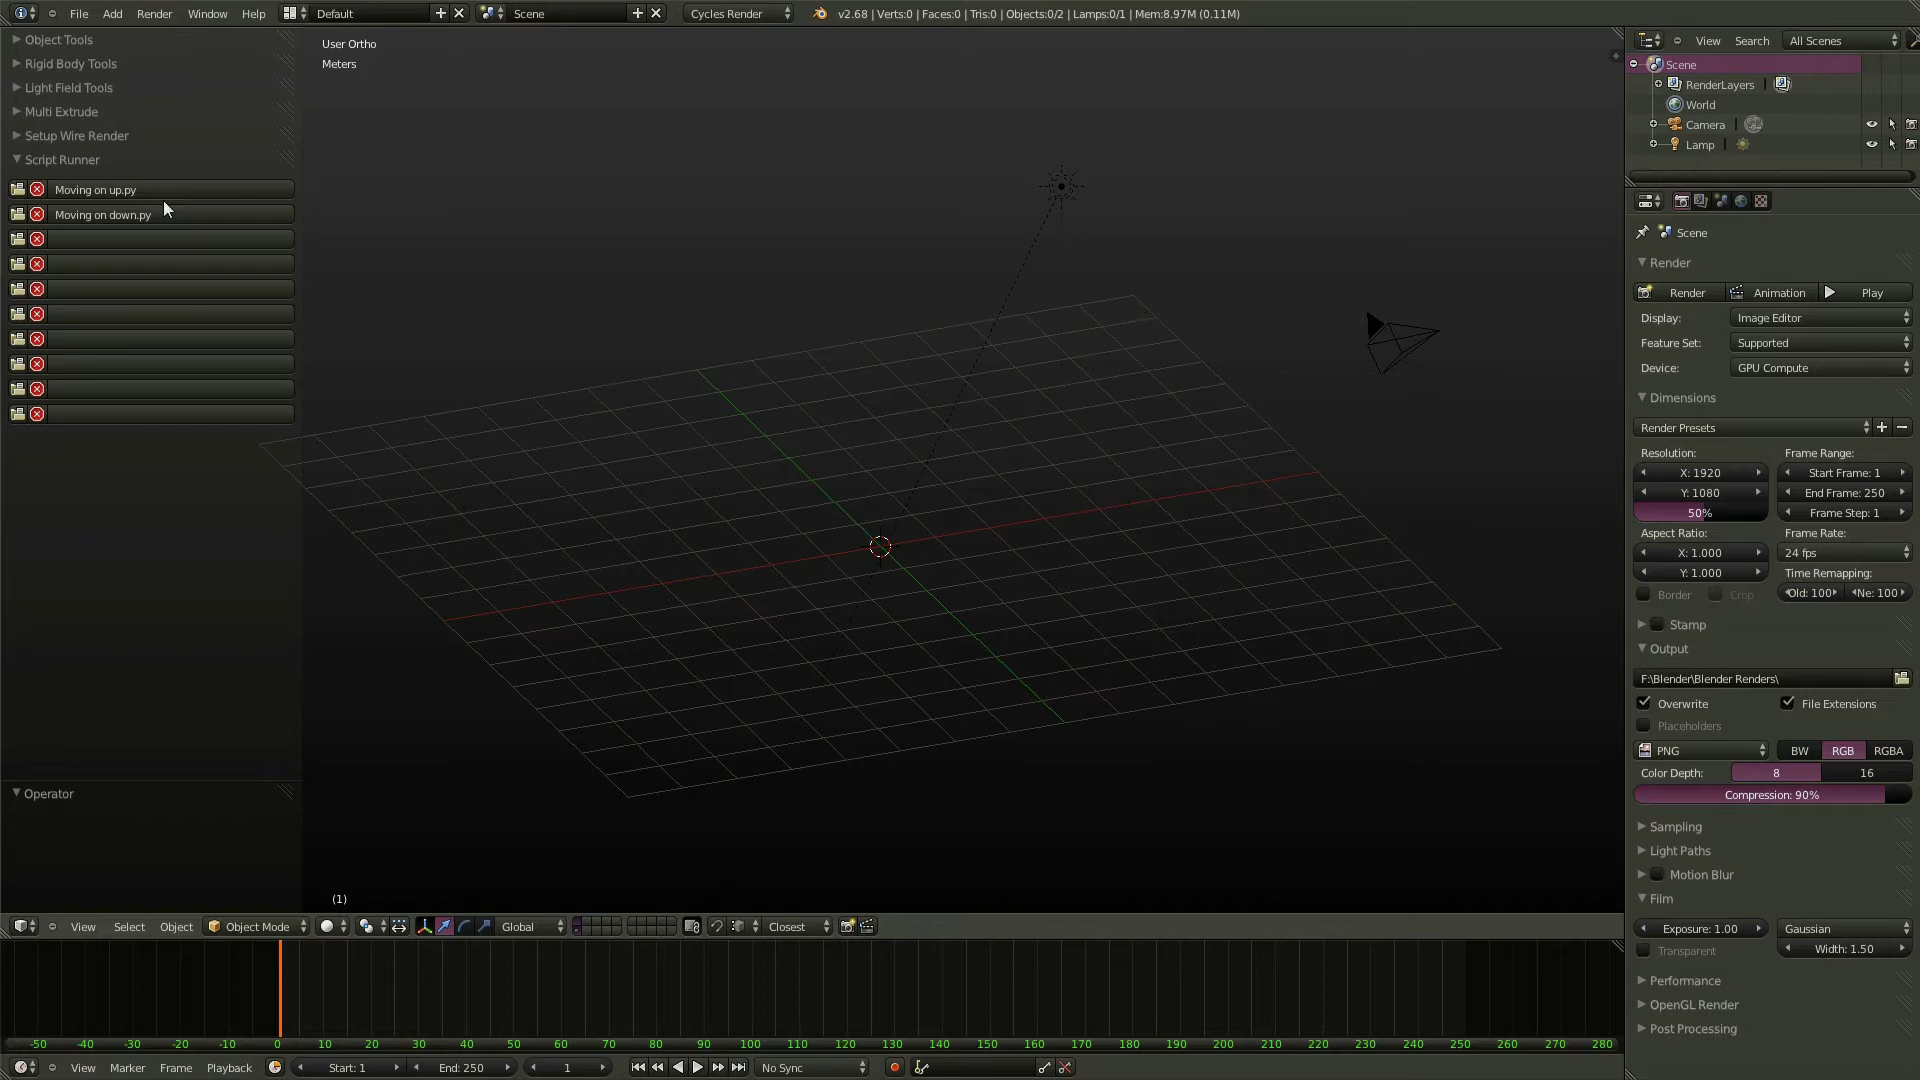 File Add Render Window Help Default Scene Cycles Render v2.68 | Verts:0 | Faces:0 | Tris:0 | Objects:0/2 | Lamps:0/1 | Mem:8.97M (0.11M)
Object Tools
Rigid Body Tools
Light Field Tools
Multi Extrude
Setup Wire Render
Script Runner
Moving on up.py
Moving on down.py
Operator
User Ortho
Meters
(1)
View Search All Scenes
Scene
RenderLayers |
World
Camera |
Lamp |
Scene
Render
Render Animation Play
Display: Image Editor
Feature Set: Supported
Device: GPU Compute
Dimensions
Render Presets
Resolution: Frame Range:
X: 1920 Start Frame: 1
Y: 1080 End Frame: 250
50% Frame Step: 1
Aspect Ratio: Frame Rate:
X: 1.000 24 fps
Y: 1.000 Time Remapping:
Border Crop Old: 100 Ne: 100
Stamp
Output
F:\Blender\Blender Renders\
Overwrite File Extensions
Placeholders
PNG BW RGB RGBA
Color Depth: 8 16
Compression: 90%
Sampling
Light Paths
Motion Blur
Film
Exposure: 1.00 Gaussian
Transparent Width: 1.50
Performance
OpenGL Render
Post Processing
View Select Object Object Mode Global Closest
-50 -40 -30 -20 -10 0 10 20 30 40 50 60 70 80 90 100 110 120 130 140 150 160 170 180 190 200 210 220 230 240 250 260 270 280
View Marker Frame Playback Start: 1 End: 250 1 No Sync